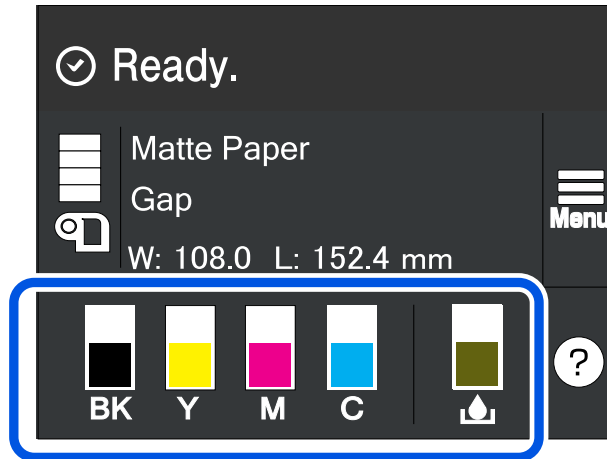 Ready.
Matte Paper
Gap
W: 108.0 L: 152.4 mm
Menu
BK Y M C
?